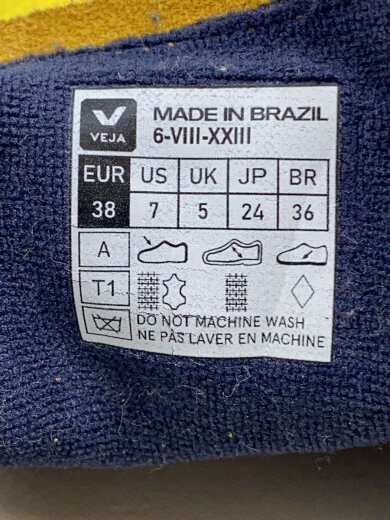 VEJA
MADE IN BRAZIL
6-VIII-XXIII
EUR US UK JP BR
38 7 5 24 36
A
T1
DO NOT MACHINE WASH
NE PÀS LAVER EN MACHINE